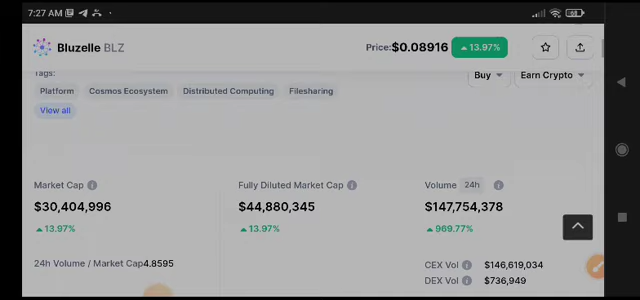 7:27 AM
68
Bluzelle BLZ
Price: $0.08916
13.97%
Tags:
Buy
Earn Crypto
Platform
Cosmos Ecosystem
Distributed Computing
Filesharing
View all
Market Cap
Fully Diluted Market Cap
Volume 24h
$30,404,996
$44,880,345
$147,754,378
13.97%
13.97%
969.77%
24h Volume / Market Cap 4.8595
CEX Vol $146,619,034
DEX Vol $736,949